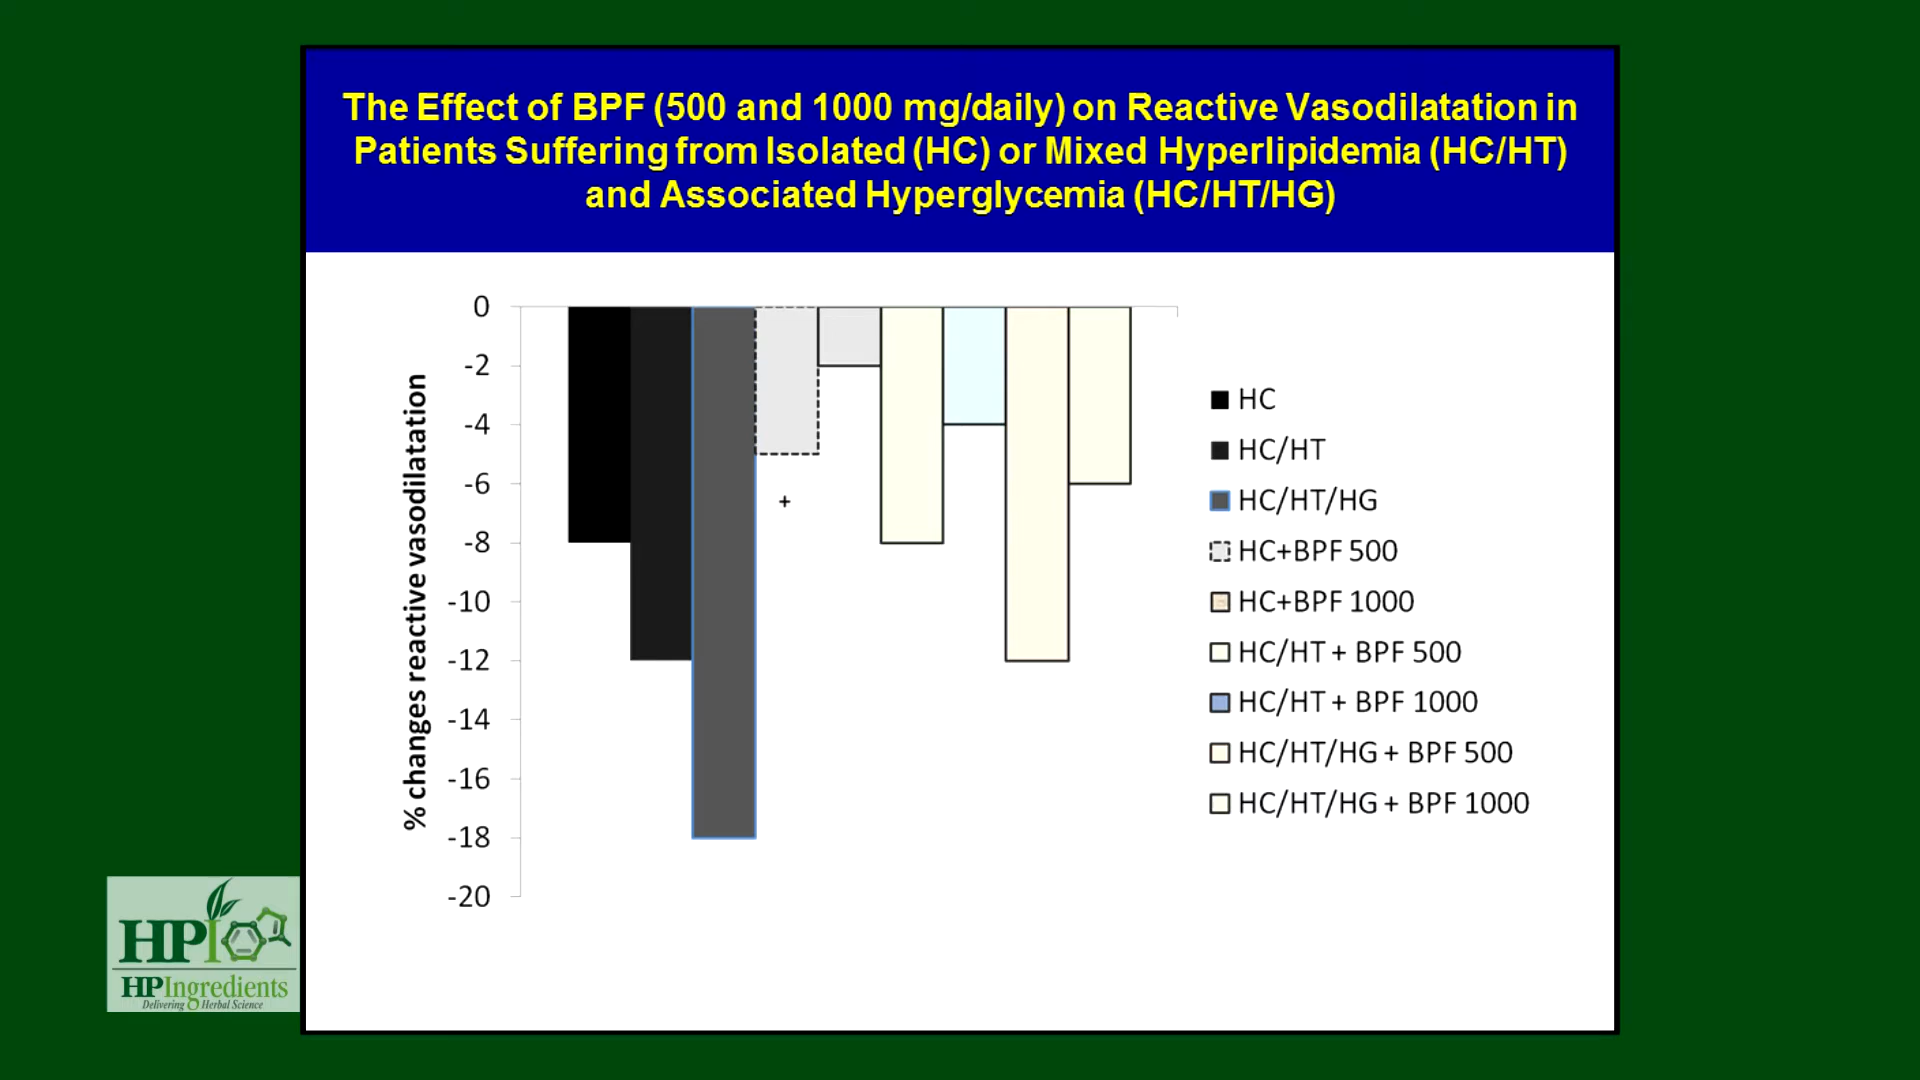 The Effect of BPF (500 and 1000 mg/daily) on Reactive Vasodilatation in
Patients Suffering from Isolated (HC) or Mixed Hyperlipidemia (HC/HT)
and Associated Hyperglycemia (HC/HT/HG)
% changes reactive vasodilatation
0
-2
-4
-6
-8
-10
-12
-14
-16
-18
-20
+
HC
HC/HT
HC/HT/HG
HC+BPF 500
HC+BPF 1000
HC/HT + BPF 500
HC/HT + BPF 1000
HC/HT/HG + BPF 500
HC/HT/HG + BPF 1000
HPI
HPIngredients
Delivering Herbal Science